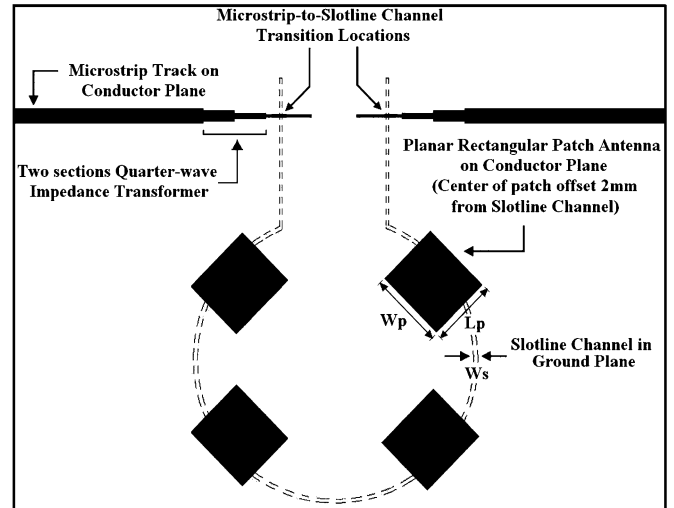 Microstrip-to-Slotline Channel
Transition Locations
Microstrip Track on
Conductor Plane
Two sections Quarter-wave
Impedance Transformer
Planar Rectangular Patch Antenna
on Conductor Plane
(Center of patch offset 2mm
from Slotline Channel)
Wp
Lp
Slotline Channel in
Ground Plane
Ws